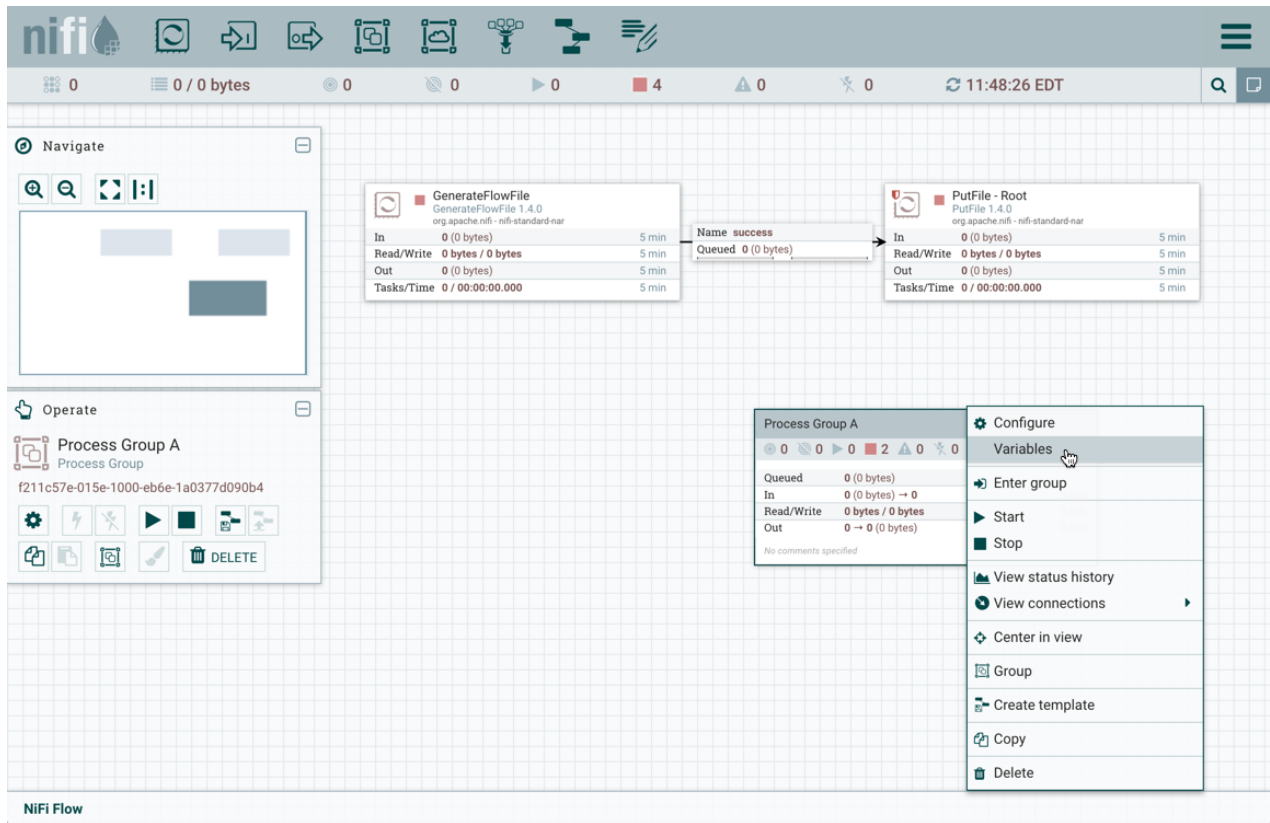 nifi
0
0 / 0 bytes
0
0
0
4
0
0
11:48:26 EDT
Navigate
Operate
Process Group A
Process Group
f211c57e-015e-1000-eb6e-1a0377d090b4
DELETE
GenerateFlowFile
GenerateFlowFile 1.4.0
org.apache.nifi - nifi-standard-nar
In 0 (0 bytes) 5 min
Read/Write 0 bytes / 0 bytes 5 min
Out 0 (0 bytes) 5 min
Tasks/Time 0 / 00:00:00.000 5 min
Name success
Queued 0 (0 bytes)
PutFile - Root
PutFile 1.4.0
org.apache.nifi - nifi-standard-nar
In 0 (0 bytes) 5 min
Read/Write 0 bytes / 0 bytes 5 min
Out 0 (0 bytes) 5 min
Tasks/Time 0 / 00:00:00.000 5 min
Process Group A
0 0 0 2 0 0
Queued 0 (0 bytes)
In 0 (0 bytes) → 0
Read/Write 0 bytes / 0 bytes
Out 0 → 0 (0 bytes)
No comments specified
Configure
Variables
Enter group
Start
Stop
View status history
View connections
Center in view
Group
Create template
Copy
Delete
NiFi Flow